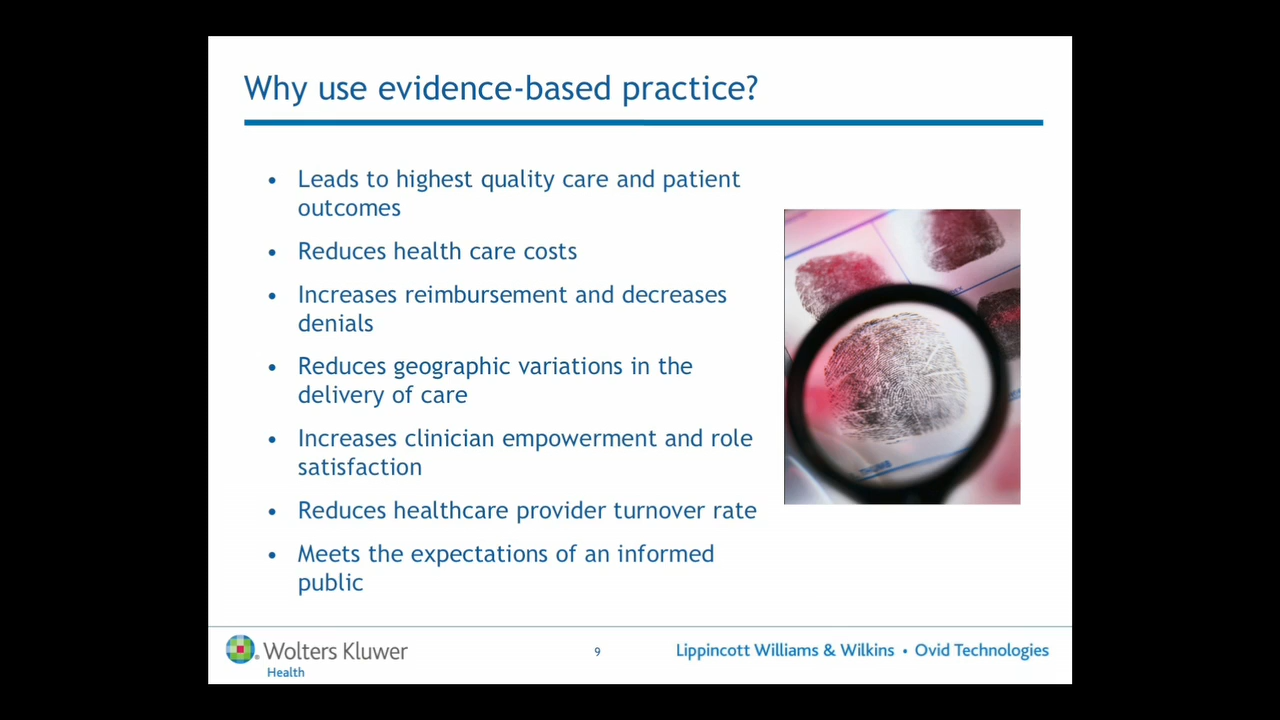 Why use evidence-based practice?
• Leads to highest quality care and patient
outcomes
• Reduces health care costs
• Increases reimbursement and decreases
denials
• Reduces geographic variations in the
delivery of care
• Increases clinician empowerment and role
satisfaction
• Reduces healthcare provider turnover rate
• Meets the expectations of an informed
public
Wolters Kluwer
Health
9
Lippincott Williams & Wilkins • Ovid Technologies